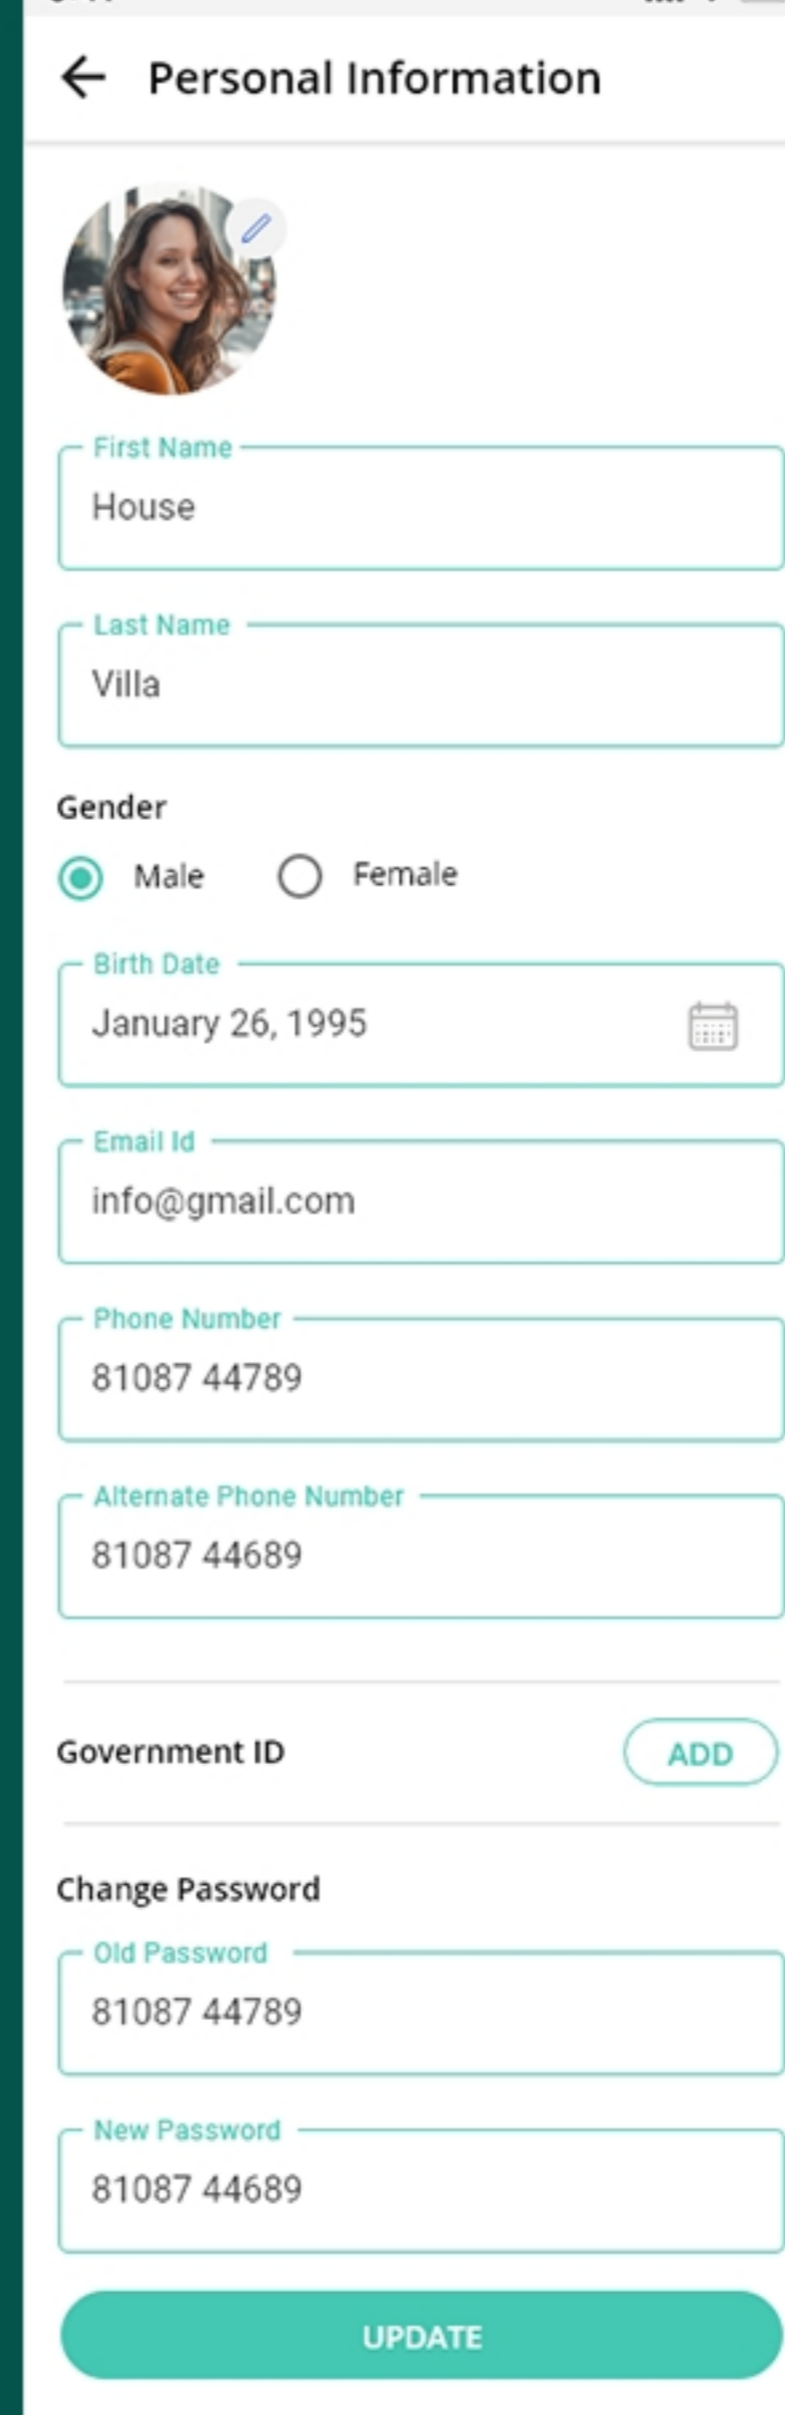 Personal Information
First Name
House
Last Name
Villa
Gender
Male Female
Birth Date
January 26, 1995
Email Id
info@gmail.com
Phone Number
81087 44789
Alternate Phone Number
81087 44689
Government ID ADD
Change Password
Old Password
81087 44789
New Password
81087 44689
UPDATE